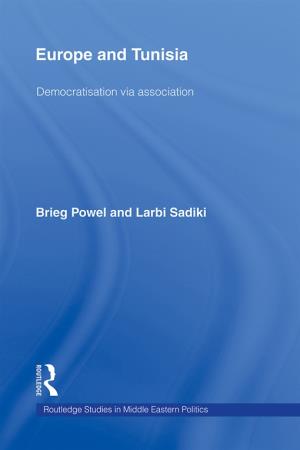 Europe and Tunisia
Democratisation via association
Brieg Powel and Larbi Sadiki
ROUTLEDGE
Routledge Studies in Middle Eastern Politics